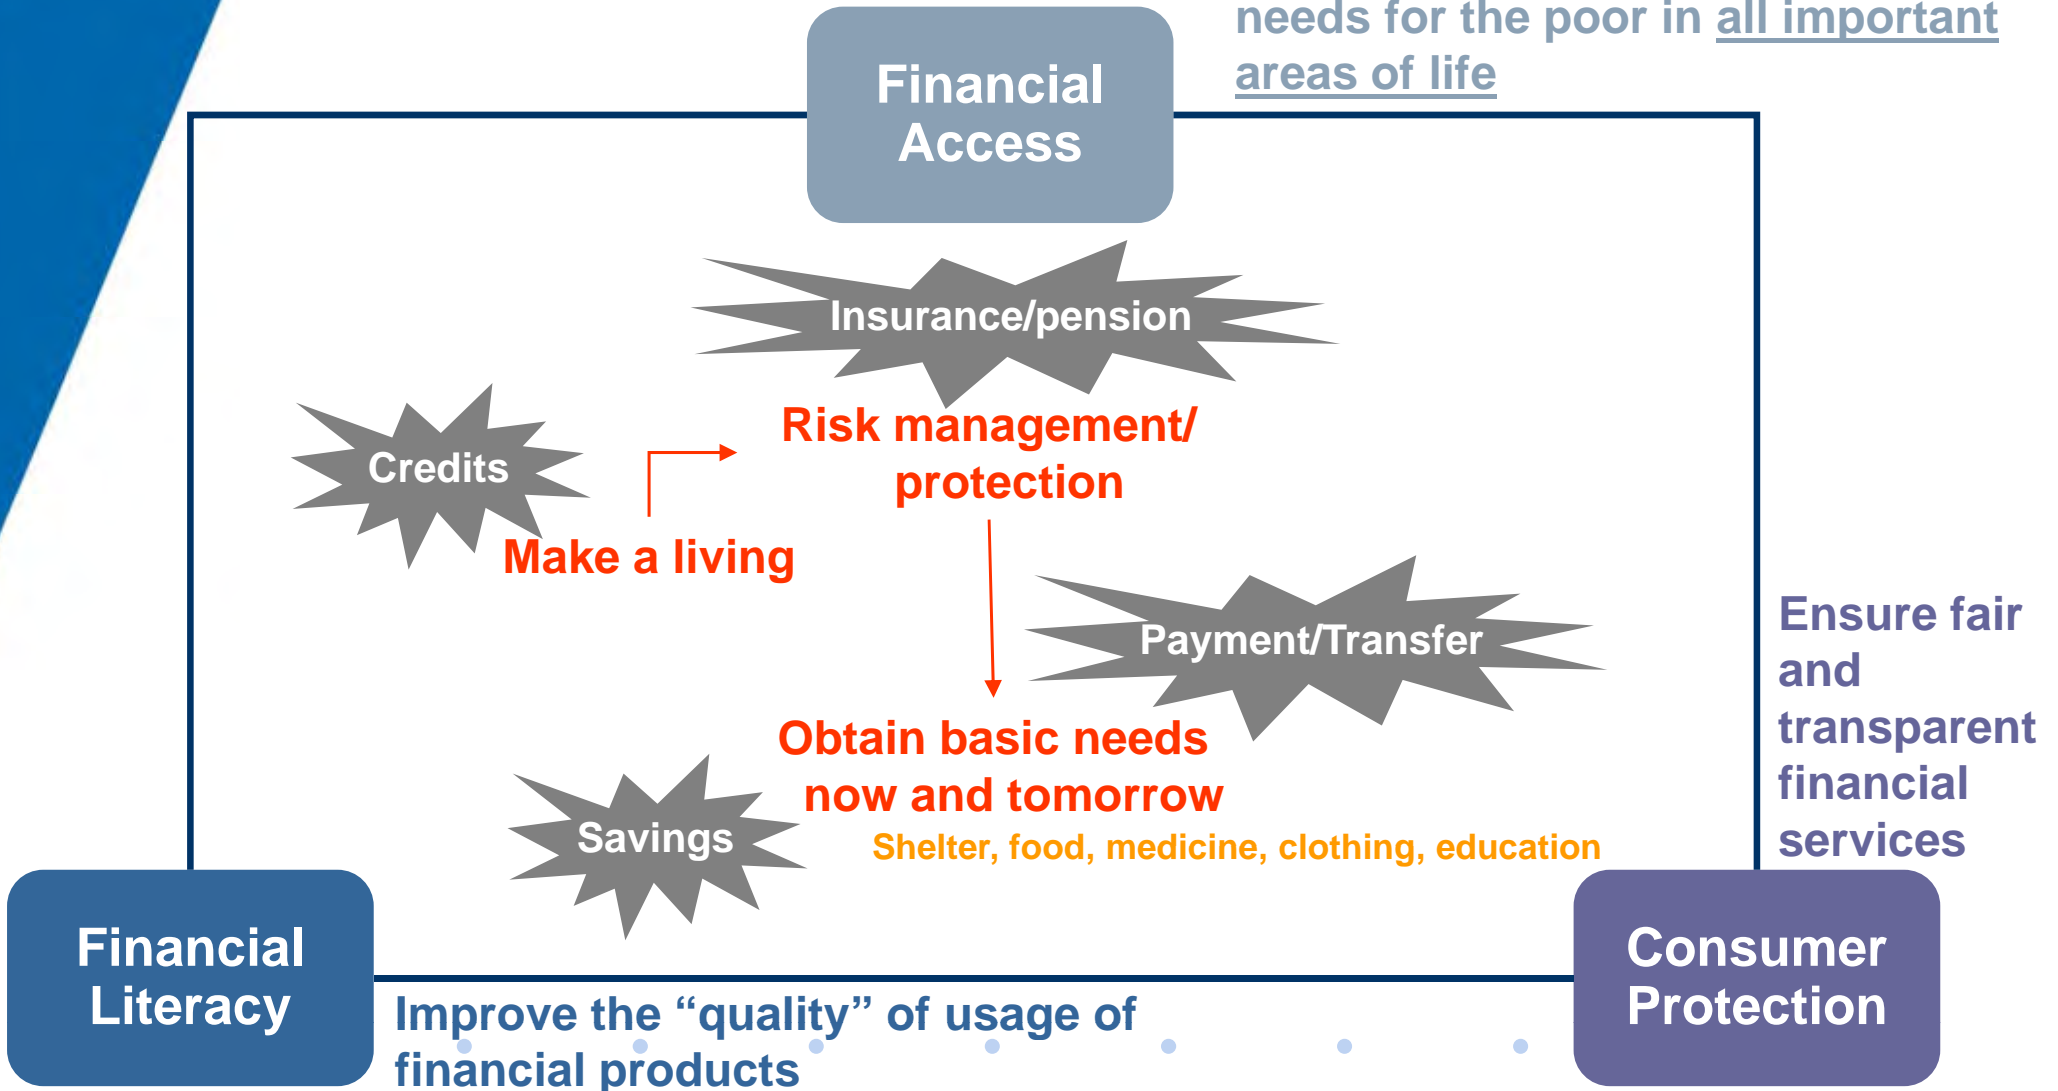 needs for the poor in all important
areas of life
Financial
Access
Insurance/pension
Risk management/
protection
Credits
Make a living
Payment/Transfer
Ensure fair
and
transparent
financial
services
Obtain basic needs
now and tomorrow
Savings
Shelter, food, medicine, clothing, education
Financial
Literacy
Consumer
Protection
Improve the “quality” of usage of
financial products